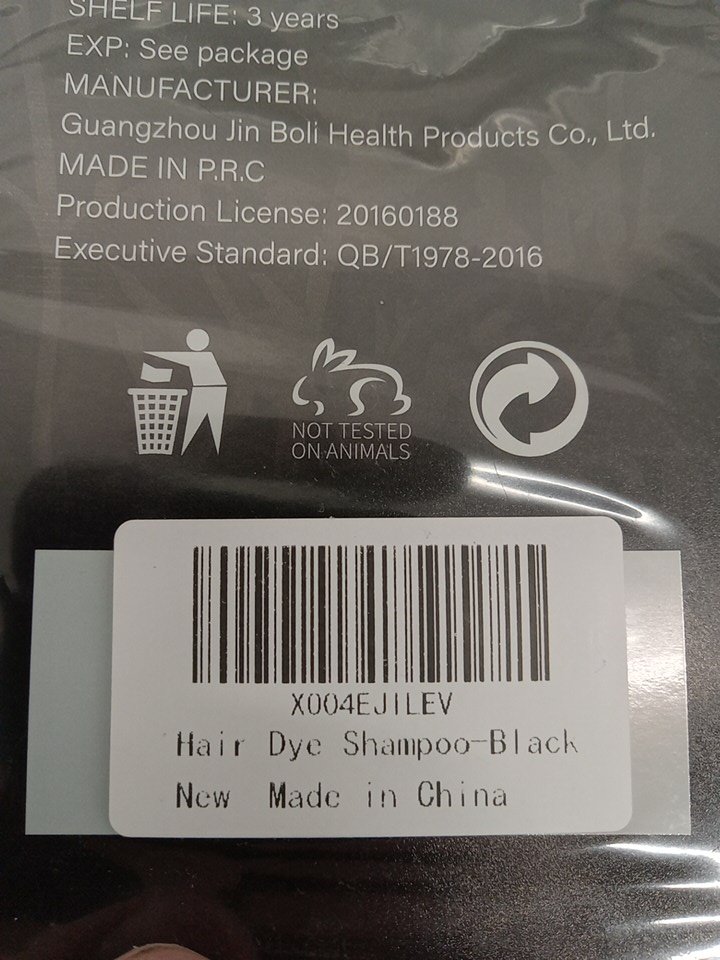 SHELF LIFE: 3 years
EXP: See package
MANUFACTURER:
Guangzhou Jin Boli Health Products Co., Ltd.
MADE IN P.R.C
Production License: 20160188
Executive Standard: QB/T1978-2016
NOT TESTED
ON ANIMALS
X004EJILEV
Hair Dye Shampoo-Black
New Made in China